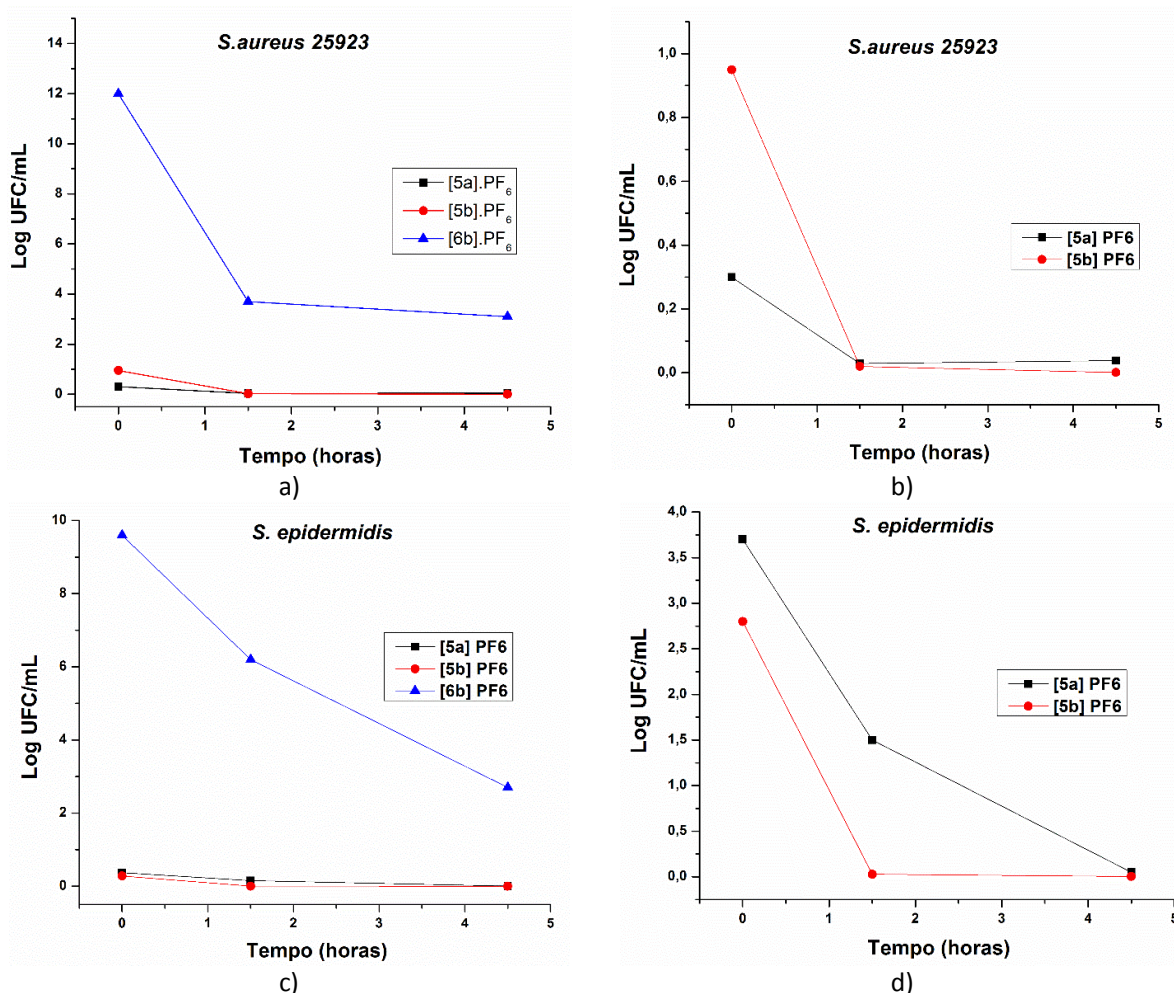 S.aureus 25923
Log UFC/mL
14
12
10
8
6
4
2
0
[5a].PF6
[5b].PF6
[6b].PF6
0 1 2 3 4 5
Tempo (horas)
a)
S.aureus 25923
Log UFC/mL
1,0
0,8
0,6
0,4
0,2
0,0
[5a] PF6
[5b] PF6
0 1 2 3 4 5
Tempo (horas)
b)
S. epidermidis
Log UFC/mL
10
8
6
4
2
0
[5a] PF6
[5b] PF6
[6b] PF6
0 1 2 3 4 5
Tempo (horas)
c)
S. epidermidis
Log UFC/mL
4,0
3,5
3,0
2,5
2,0
1,5
1,0
0,5
0,0
[5a] PF6
[5b] PF6
0 1 2 3 4 5
Tempo (horas)
d)